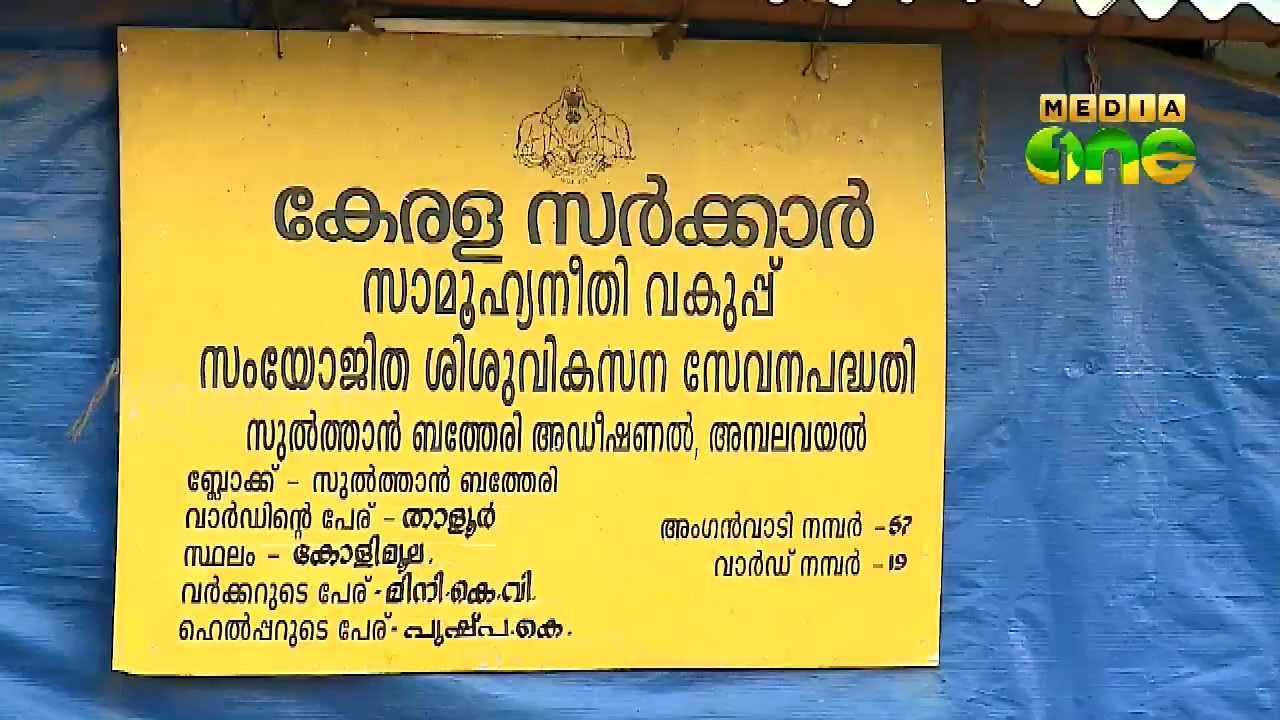 MEDIA
one
കേരള സർക്കാർ
സാമൂഹ്യനീതി വകുപ്പ്
സംയോജിത ശിശുവികസന സേവനപദ്ധതി
സുൽത്താൻ ബത്തേരി അഡീഷണൽ, അമ്പലവയൽ
ബ്ലോക്ക് – സുൽത്താൻ ബത്തേരി
വാർഡിന്റെ പേര് – താളൂർ
സ്ഥലം – കോളിമൂല.
വർക്കറുടെ പേര് - മിനി.കെ.വി.
ഹെൽപ്പറുടെ പേര് - പുഷ്പ.കെ.
അംഗൻവാടി നമ്പർ – 67
വാർഡ് നമ്പർ – 19